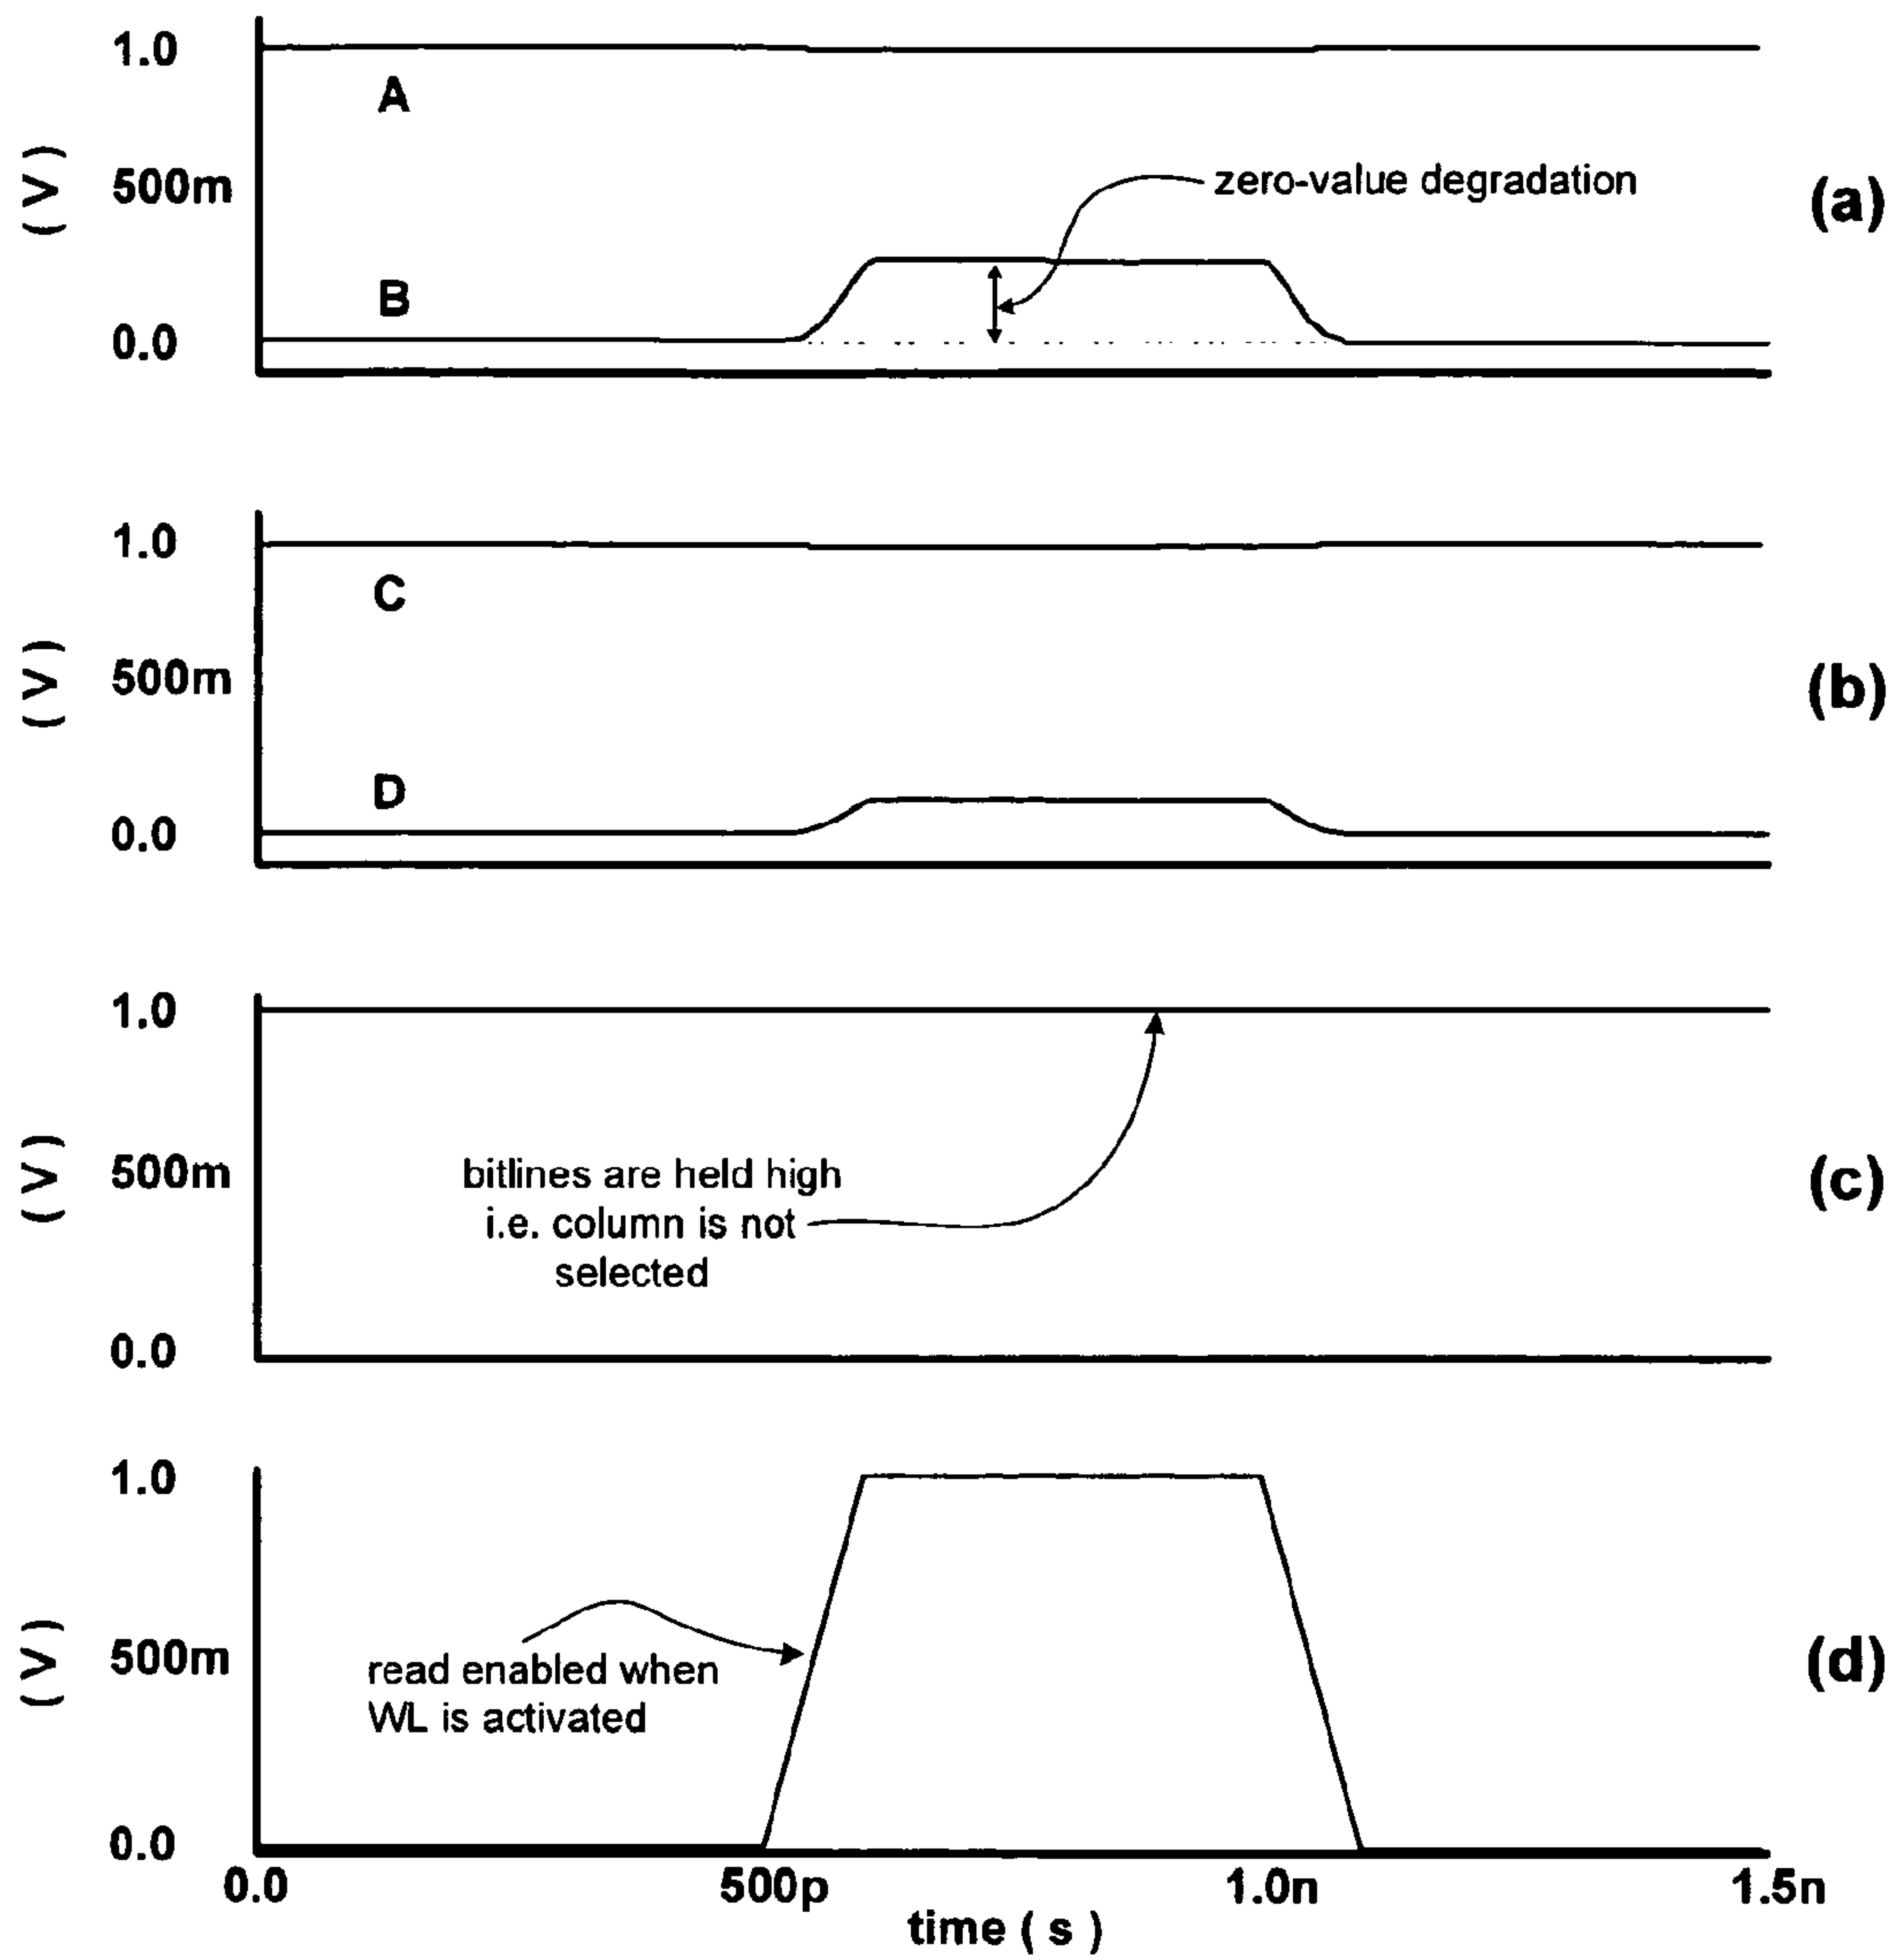 1.0
A
( V )
500m
zero-value degradation
(a)
B
0.0
1.0
C
( V )
500m
(b)
D
0.0
1.0
( V )
500m
bitlines are held high
i.e. column is not
selected
(c)
0.0
1.0
( V )
500m
read enabled when
WL is activated
(d)
0.0
0.0
500p
1.0n
1.5n
time ( s )